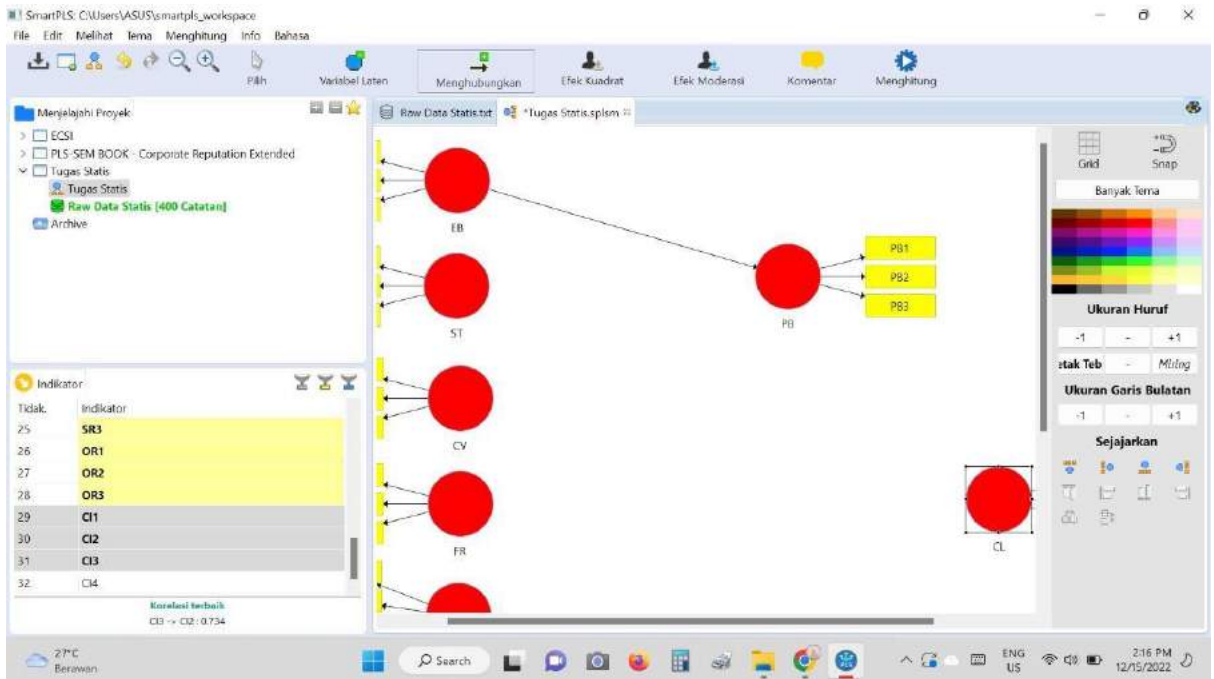 SmartPLS: C:\Users\ASUS\smartpls_workspace
File Edit Melihat Tema Menghitung Info Bahasa
Pilih
Variabel Laten
Menghubungkan
Efek Kuadrat
Efek Moderasi
Komentar
Menghitung
Menjelajahi Proyek
ECSI
PLS-SEM BOOK - Corporate Reputation Extended
Tugas Statis
Tugas Statis
Raw Data Statis [400 Catatan]
Archive
Indikator
Tidak. Indikator
25 SR3
26 OR1
27 OR2
28 OR3
29 CI1
30 CI2
31 CI3
32 CI4
Korelasi terbaik
CI3 -> CI2 : 0.734
Raw Data Statis.txt *Tugas Statis.splsm
EB
ST
CV
FR
PB
PB1
PB2
PB3
CL
Grid Snap
Banyak Tema
Ukuran Huruf
-1 - +1
etak Teb - Miring
Ukuran Garis Bulatan
-1 - +1
Sejajarkan
27°C
Berawan
Search
ENG
US
2:16 PM
12/15/2022